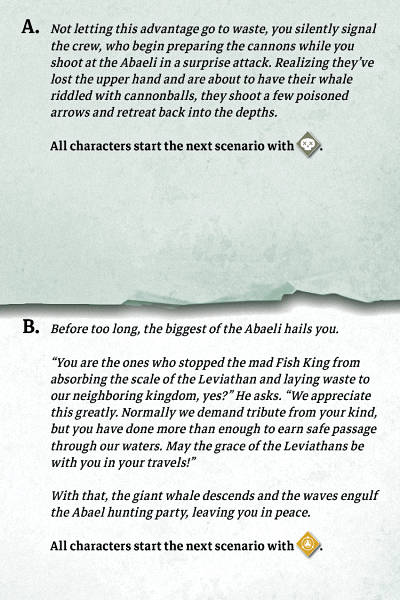 A. Not letting this advantage go to waste, you silently signal
the crew, who begin preparing the cannons while you
shoot at the Abaeli in a surprise attack. Realizing they’ve
lost the upper hand and are about to have their whale
riddled with cannonballs, they shoot a few poisoned
arrows and retreat back into the depths.
All characters start the next scenario with .
B. Before too long, the biggest of the Abaeli hails you.
“You are the ones who stopped the mad Fish King from
absorbing the scale of the Leviathan and laying waste to
our neighboring kingdom, yes?” He asks. “We appreciate
this greatly. Normally we demand tribute from your kind,
but you have done more than enough to earn safe passage
through our waters. May the grace of the Leviathans be
with you in your travels!”
With that, the giant whale descends and the waves engulf
the Abael hunting party, leaving you in peace.
All characters start the next scenario with .